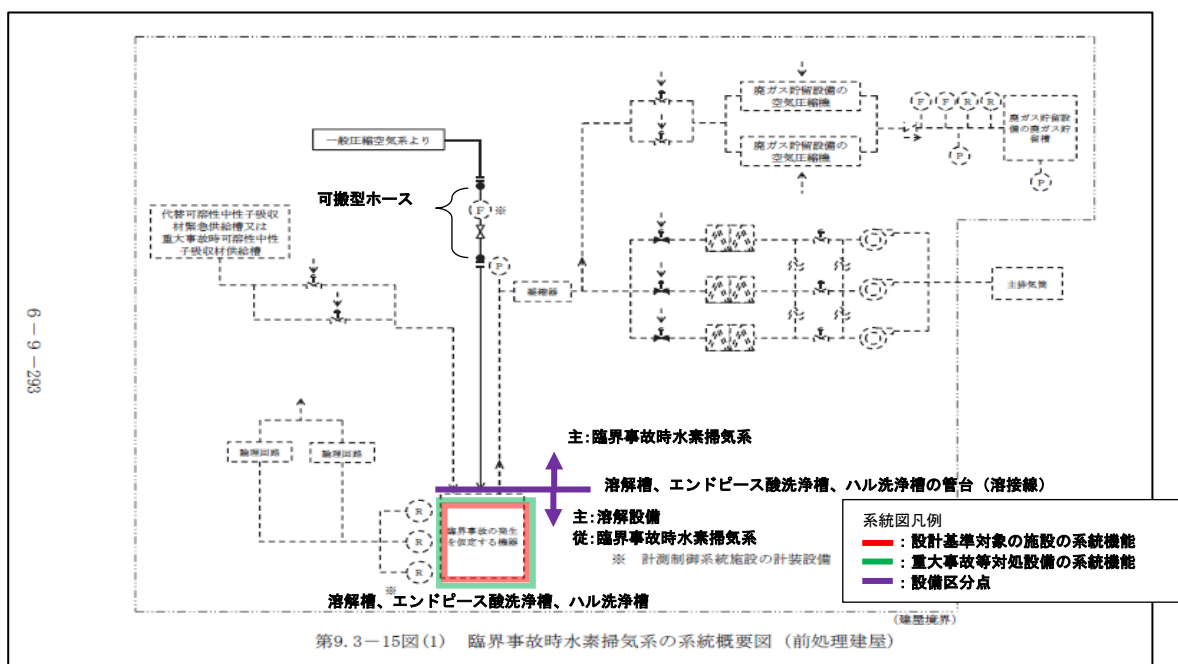 廃ガス貯留設備の
空気圧縮機
廃ガス貯留設備の
空気圧縮機
F F R R
P
廃ガス貯留設
備の廃ガス貯
留槽
P
一般圧縮空気系より
可搬型ホース
F ※
P
代替可溶性中性子吸収
材緊急供給槽又は
重大事故時可溶性中性
子吸収材供給槽
凝縮器
主排気筒
6－9－293
論理回路
論理回路
主：臨界事故時水素掃気系
溶解槽、エンドピース酸洗浄槽、ハル洗浄槽の管台（溶接線）
主：溶解設備
従：臨界事故時水素掃気系
R
R
R
※
臨界事故の発生
を仮定する機器
※ 計測制御系統施設の計装設備
溶解槽、エンドピース酸洗浄槽、ハル洗浄槽
系統図凡例
：設計基準対象の施設の系統機能
：重大事故等対処設備の系統機能
：設備区分点
（建屋境界）
第9.3－15図(1) 臨界事故時水素掃気系の系統概要図（前処理建屋）